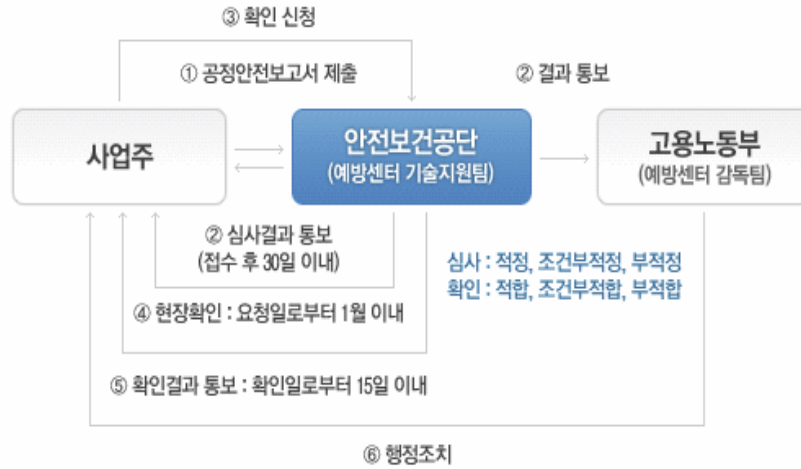 ③ 확인 신청
① 공정안전보고서 제출
② 결과 통보
사업주
안전보건공단
(예방센터 기술지원팀)
고용노동부
(예방센터 감독팀)
② 심사결과 통보
(접수 후 30일 이내)
심사 : 적정, 조건부적정, 부적정
확인 : 적합, 조건부적합, 부적합
④ 현장확인 : 요청일로부터 1월 이내
⑤ 확인결과 통보 : 확인일로부터 15일 이내
⑥ 행정조치